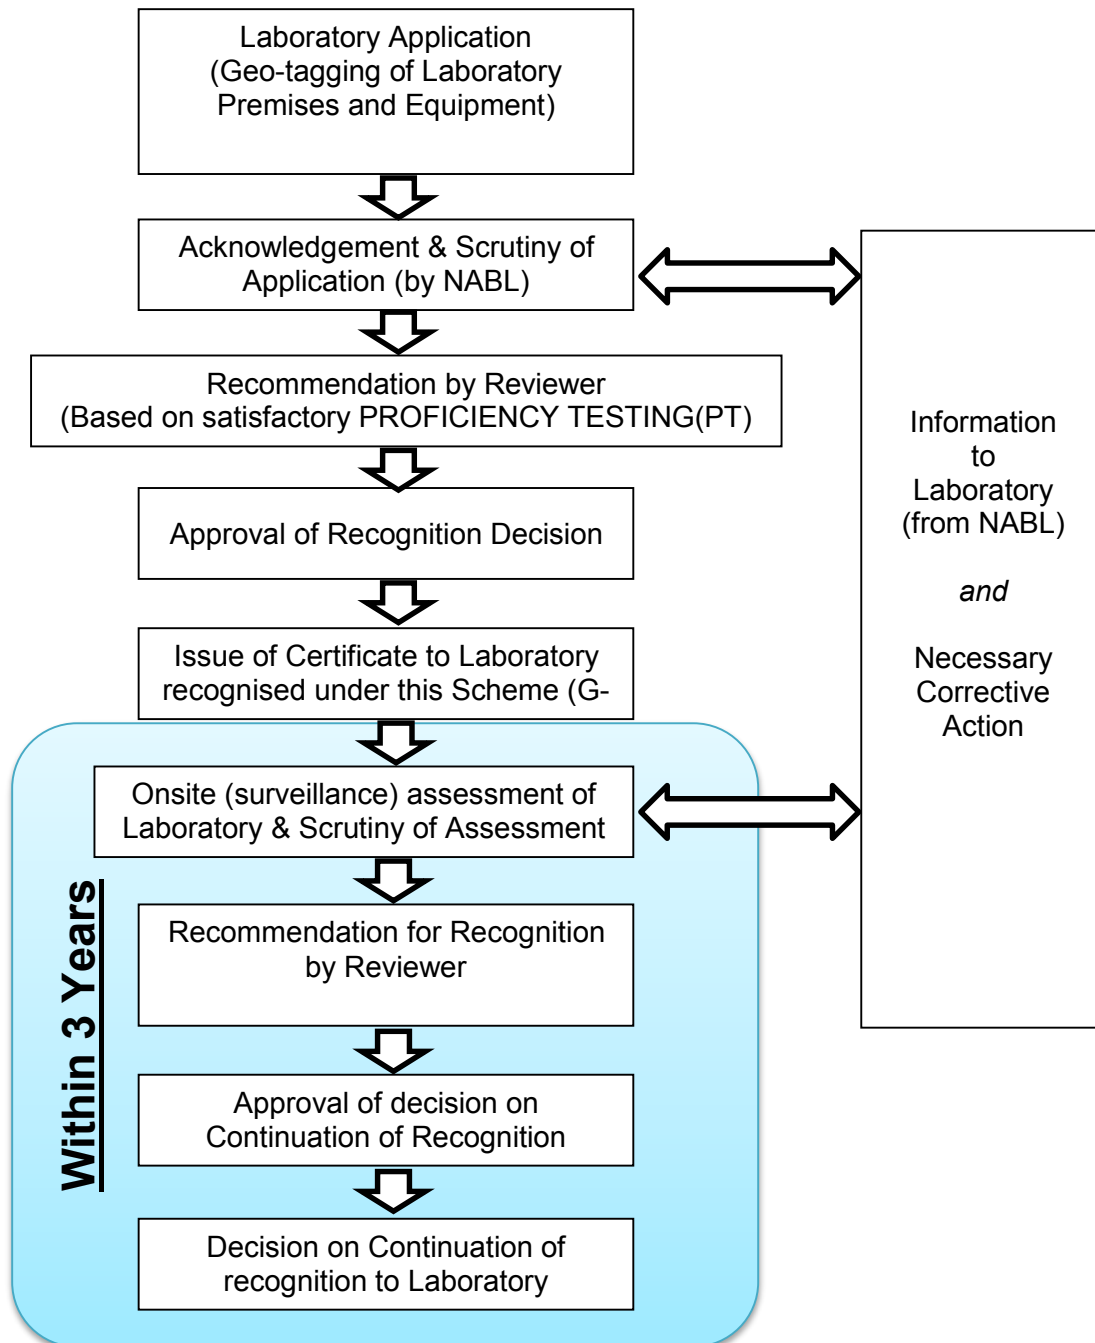 Laboratory Application
(Geo-tagging of Laboratory
Premises and Equipment)
Acknowledgement & Scrutiny of
Application (by NABL)
Recommendation by Reviewer
(Based on satisfactory PROFICIENCY TESTING(PT)
Approval of Recognition Decision
Issue of Certificate to Laboratory
recognised under this Scheme (G-
Onsite (surveillance) assessment of
Laboratory & Scrutiny of Assessment
Recommendation for Recognition
by Reviewer
Approval of decision on
Continuation of Recognition
Decision on Continuation of
recognition to Laboratory
Within 3 Years
Information
to
Laboratory
(from NABL)
and
Necessary
Corrective
Action